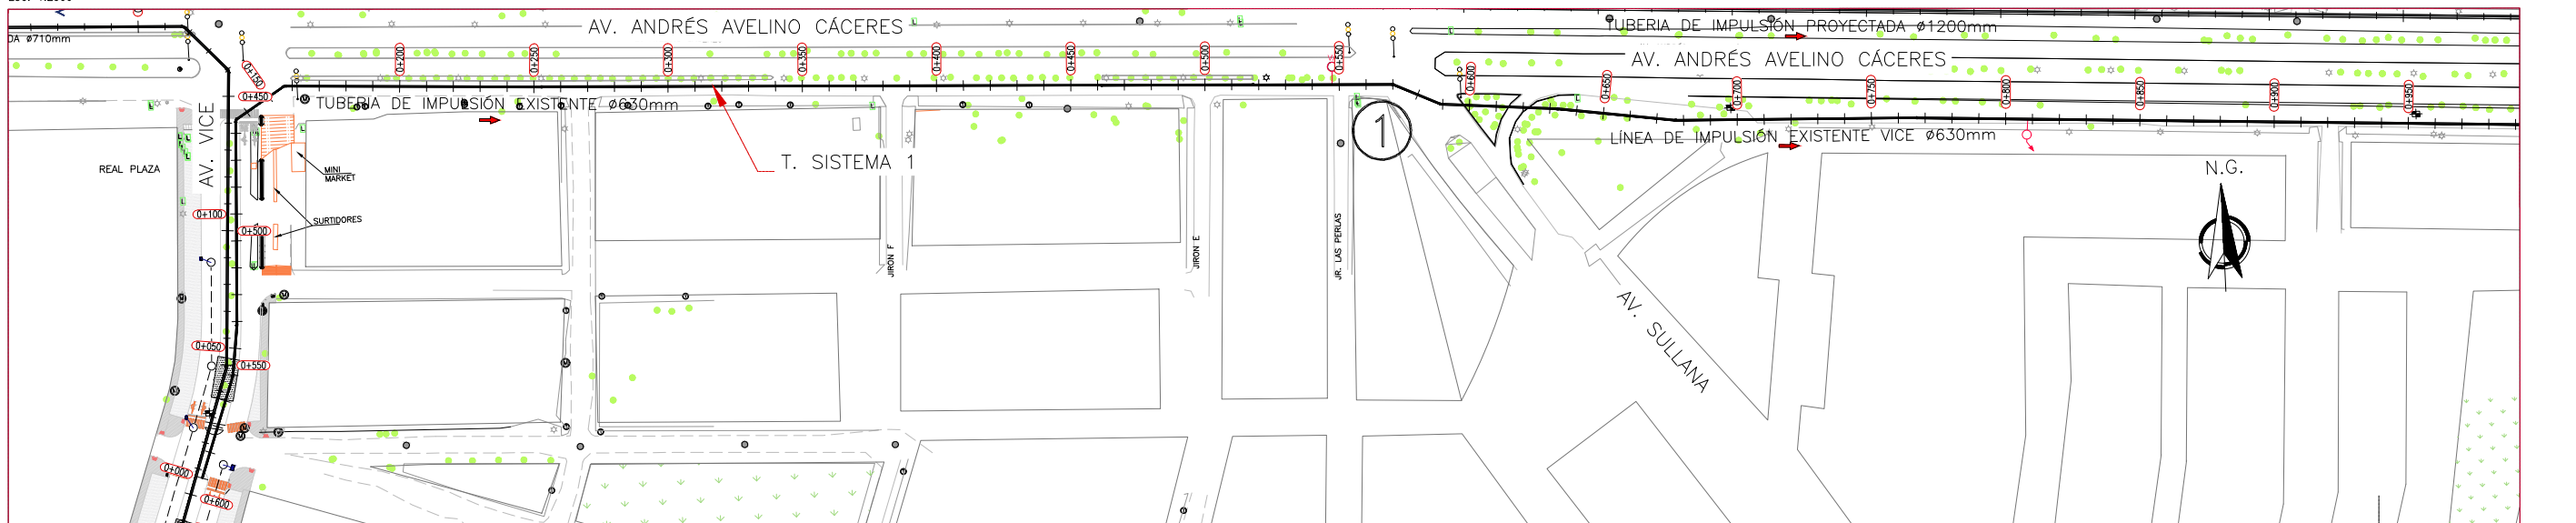 AV. ANDRÉS AVELINO CÁCERES
TUBERIA DE IMPULSIÓN PROYECTADA ø1200mm
DA ø710mm
AV. ANDRÉS AVELINO CÁCERES
0+150
0+200
0+250
0+300
0+350
0+400
0+450
0+500
0+550
0+600
0+650
0+700
0+750
0+800
0+850
0+900
0+950
0+450
TUBERIA DE IMPULSIÓN EXISTENTE ø630mm
AV. VICE
1
LÍNEA DE IMPULSIÓN EXISTENTE VICE ø630mm
T. SISTEMA 1
REAL PLAZA
MINI
MARKET
N.G.
0+100
SURTIDORES
0+500
JIRON F
JIRON E
JR. LAS PERLAS
AV. SULLANA
0+050
0+550
0+000
0+600